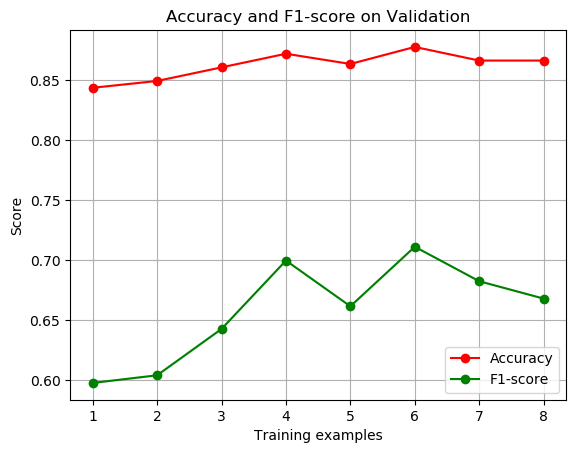 Accuracy and F1-score on Validation
Score
0.85
0.80
0.75
0.70
0.65
0.60
Accuracy
F1-score
1 2 3 4 5 6 7 8
Training examples